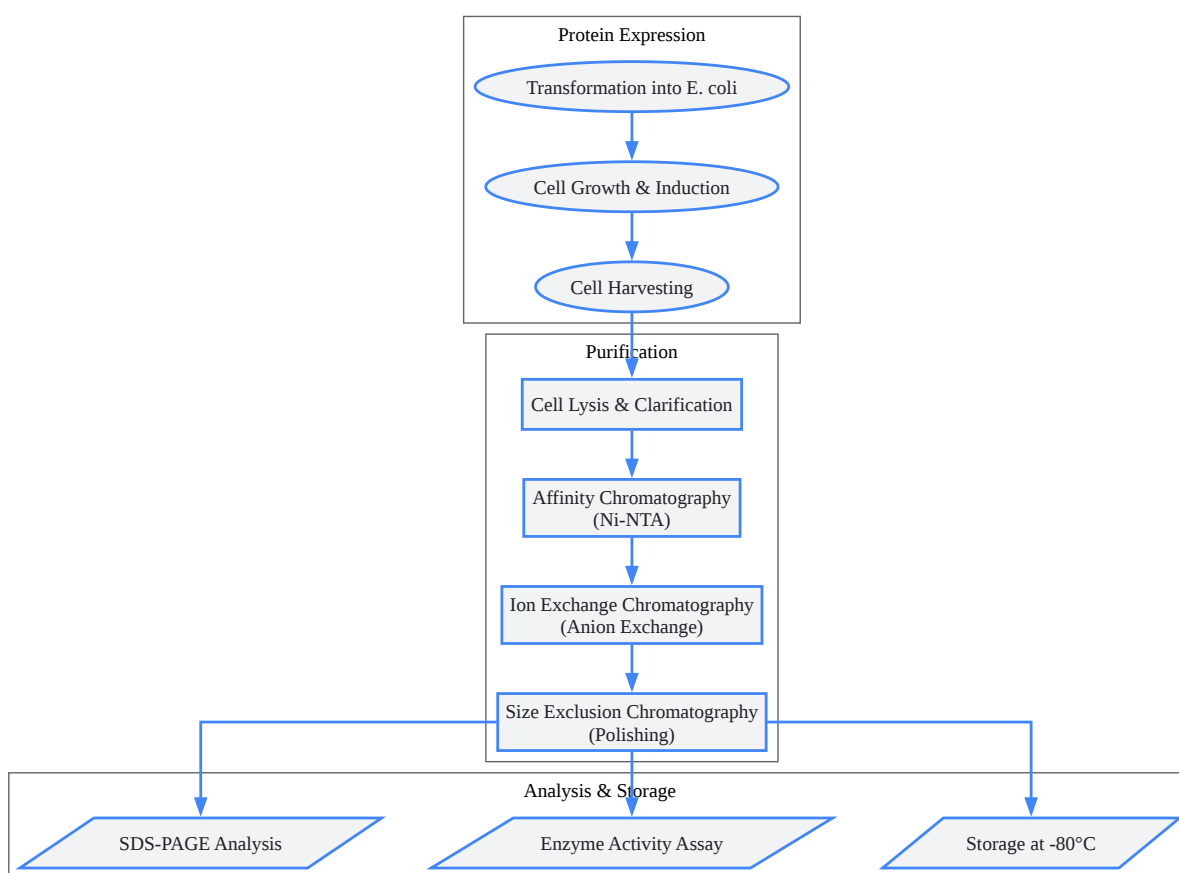 Protein Expression
Transformation into E. coli
Cell Growth & Induction
Cell Harvesting
Purification
Cell Lysis & Clarification
Affinity Chromatography
(Ni-NTA)
Ion Exchange Chromatography
(Anion Exchange)
Size Exclusion Chromatography
(Polishing)
Analysis & Storage
SDS-PAGE Analysis
Enzyme Activity Assay
Storage at -80°C